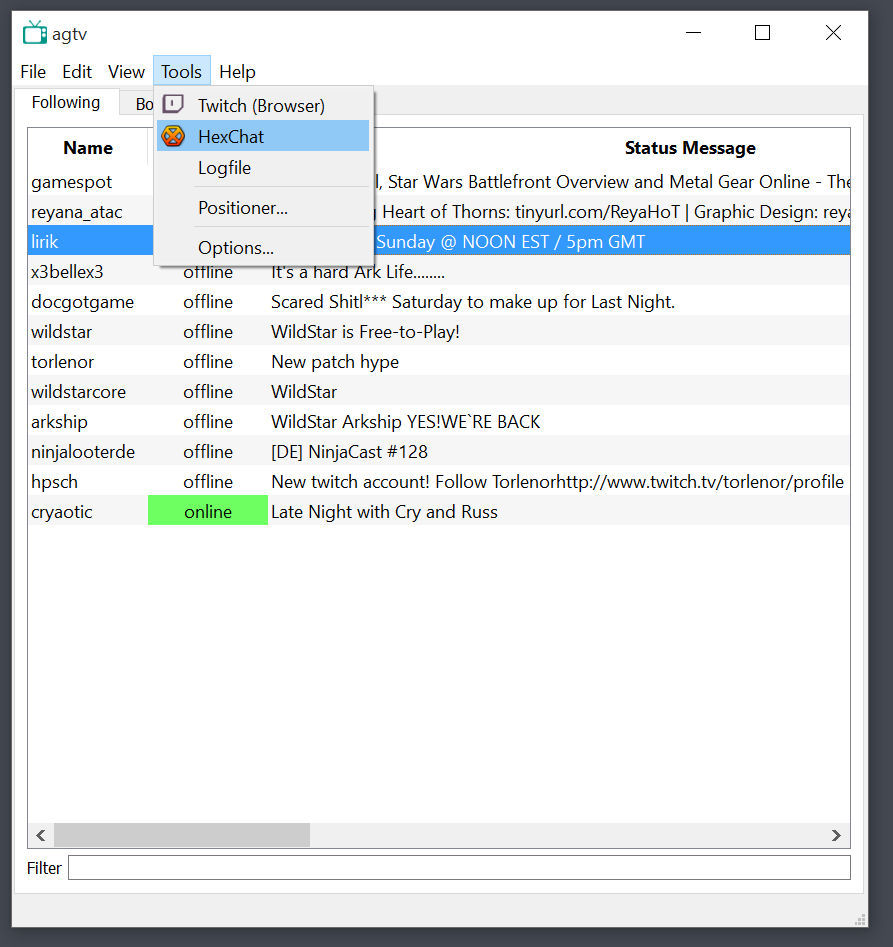 agtv
File Edit View Tools Help
Following Bo
Twitch (Browser)
HexChat
Logfile
Positioner...
Options...
Name Status Message
gamespot l, Star Wars Battlefront Overview and Metal Gear Online - The
reyana_atac g Heart of Thorns: tinyurl.com/ReyaHoT | Graphic Design: reya
lirik Sunday @ NOON EST / 5pm GMT
x3bellex3 offline It's a hard Ark Life........
docgotgame offline Scared Shitl*** Saturday to make up for Last Night.
wildstar offline WildStar is Free-to-Play!
torlenor offline New patch hype
wildstarcore offline WildStar
arkship offline WildStar Arkship YES!WE`RE BACK
ninjalooterde offline [DE] NinjaCast #128
hpsch offline New twitch account! Follow Torlenorhttp://www.twitch.tv/torlenor/profile
cryaotic online Late Night with Cry and Russ
Filter